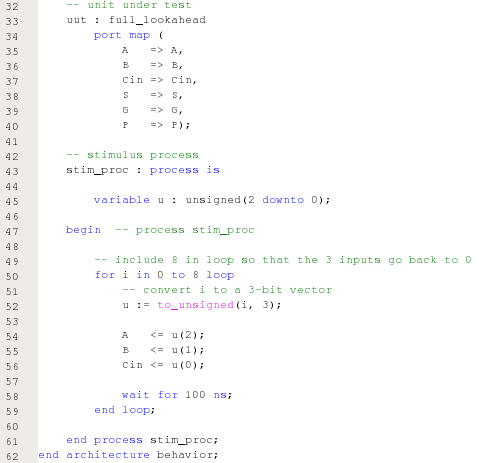 32 -- unit under test
33 uut : full_lookahead
34 port map (
35 A => A,
36 B => B,
37 Cin => Cin,
38 S => S,
39 G => G,
40 P => P);
41
42 -- stimulus process
43 stim_proc : process is
44
45 variable u : unsigned(2 downto 0);
46
47 begin -- process stim_proc
48
49 -- include 8 in loop so that the 3 inputs go back to 0
50 for i in 0 to 8 loop
51 -- convert i to a 3-bit vector
52 u := to_unsigned(i, 3);
53
54 A <= u(2);
55 B <= u(1);
56 Cin <= u(0);
57
58 wait for 100 ns;
59 end loop;
60
61 end process stim_proc;
62 end architecture behavior;